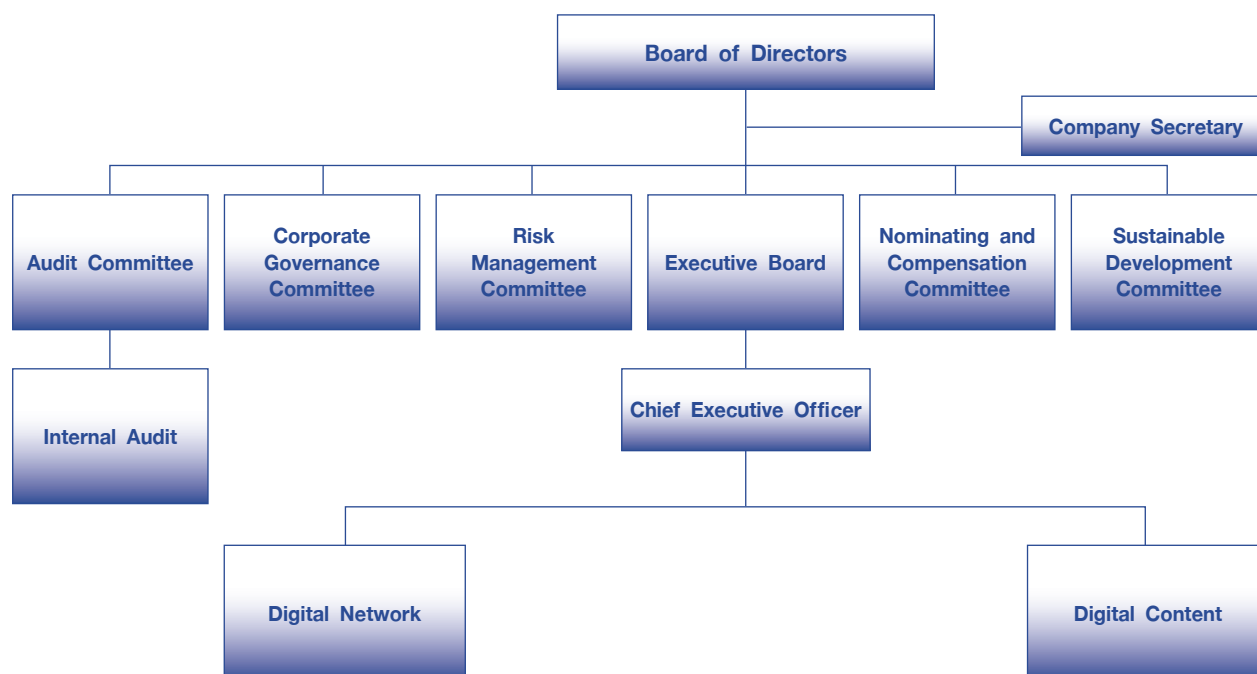 Board of Directors
Company Secretary
Audit Committee
Corporate
Governance
Committee
Risk
Management
Committee
Executive Board
Nominating and
Compensation
Committee
Sustainable
Development
Committee
Internal Audit
Chief Executive Officer
Digital Network
Digital Content